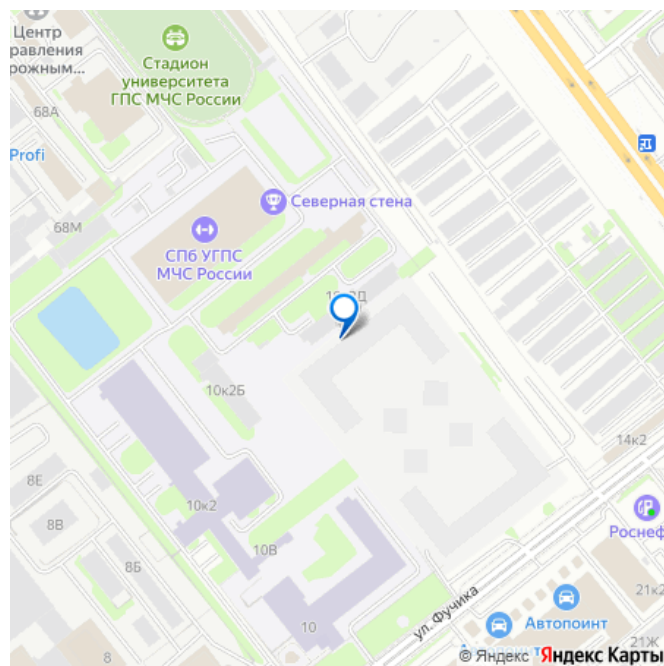 Центр
равления
рожным...
Стадион
университета
ГПС МЧС России
68А
Profi
Северная стена
68М
СПб УГПС
МЧС России
10к2Б
14к2
8Е
10к2
Роснеф
8В
10В
8Б
21к2
ул. Фучика
Автопоинт
10
21Ж
8
© Яндекс Яндекс Карты